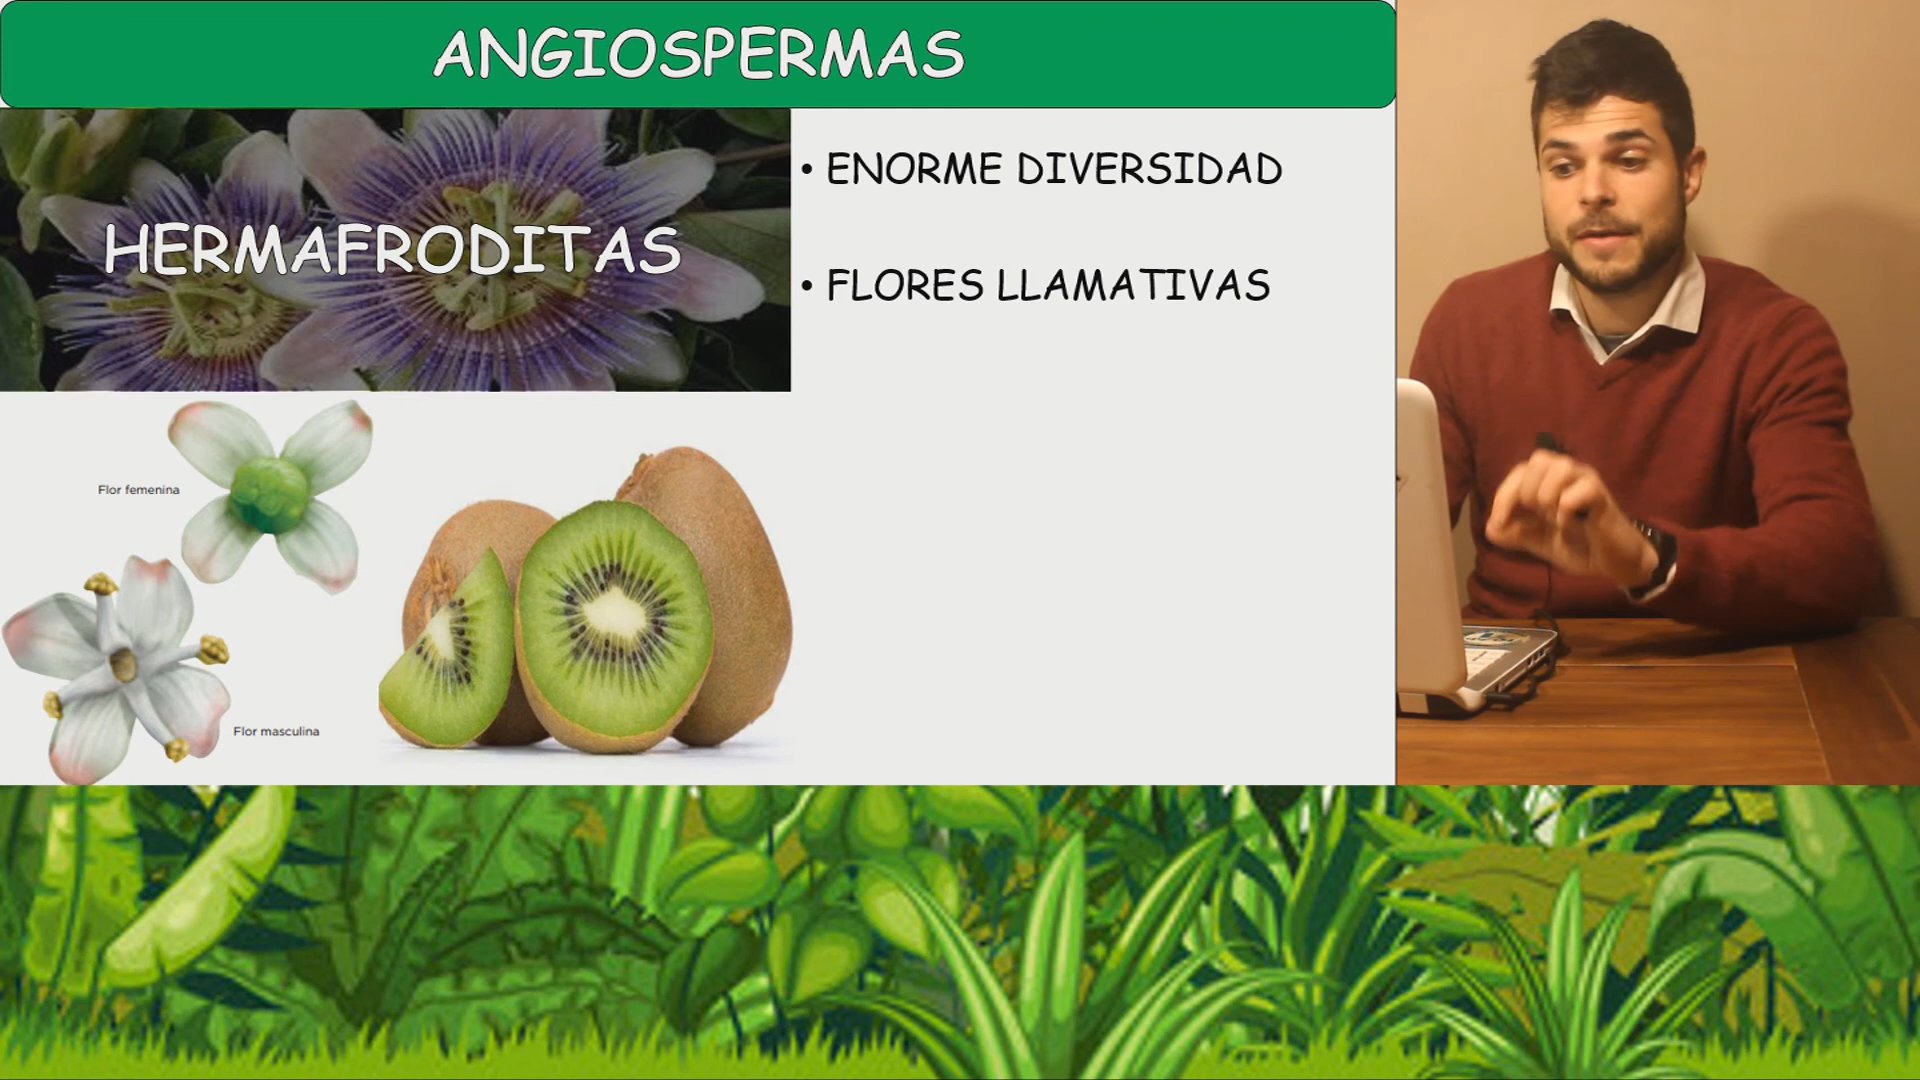 ANGIOSPERMAS
HERMAFRODITAS
• ENORME DIVERSIDAD
• FLORES LLAMATIVAS
Flor femenina
Flor masculina